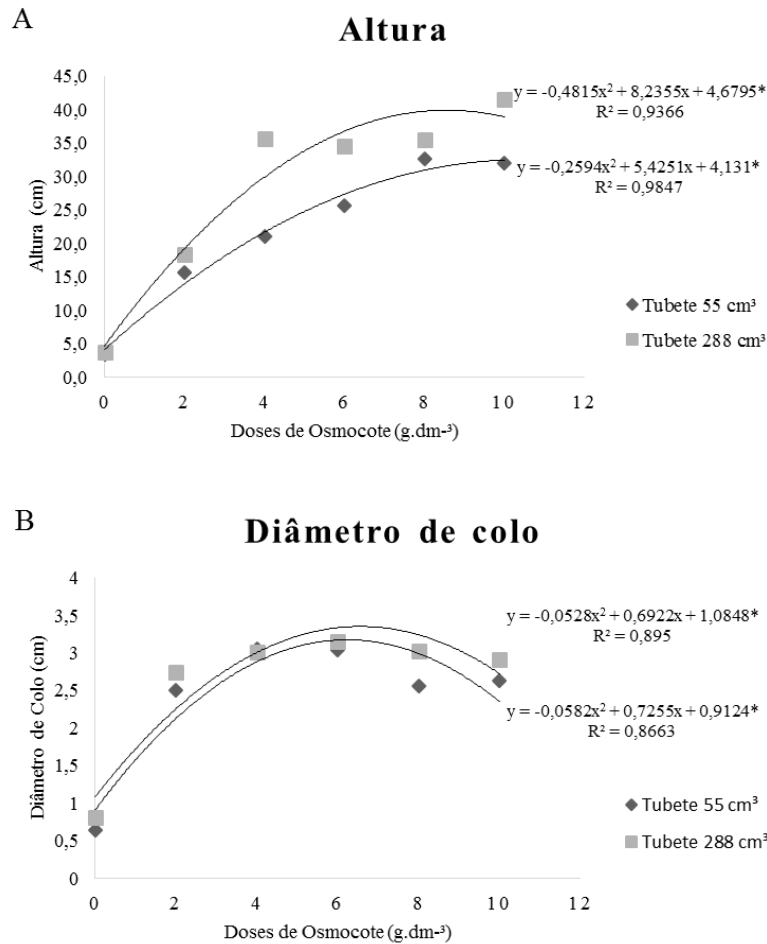 A
Altura
45,0
40,0
35,0
30,0
25,0
20,0
15,0
10,0
5,0
0,0
Altura (cm)
y = -0,4815x² + 8,2355x + 4,6795*
R² = 0,9366
y = -0,2594x² + 5,4251x + 4,131*
R² = 0,9847
Tubete 55 cm³
Tubete 288 cm³
0 2 4 6 8 10 12
Doses de Osmocote (g.dm-³)
B
Diâmetro de colo
4
3,5
3
2,5
2
1,5
1
0,5
0
Diâmetro de Colo (cm)
y = -0,0528x² + 0,6922x + 1,0848*
R² = 0,895
y = -0,0582x² + 0,7255x + 0,9124*
R² = 0,8663
Tubete 55 cm³
Tubete 288 cm³
0 2 4 6 8 10 12
Doses de Osmocote (g.dm-³)